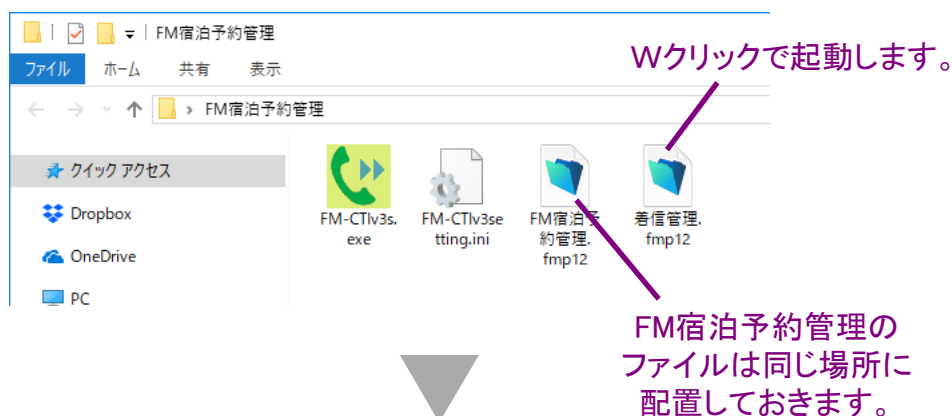 FM宿泊予約管理
ファイル ホーム 共有 表示
FM宿泊予約管理
Wクリックで起動します。
クイック アクセス
Dropbox
OneDrive
PC
FM-CTIv3s.
exe
FM-CTIv3se
tting.ini
FM宿泊予
約管理.
fmp12
着信管理.
fmp12
FM宿泊予約管理の
ファイルは同じ場所に
配置しておきます。